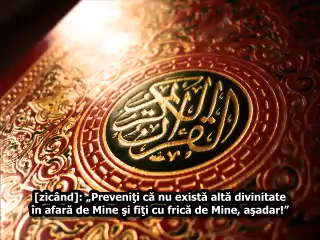 القرآن الكريم
[zicând]: „Preveniţi că nu există altă divinitate
în afară de Mine şi fiţi cu frică de Mine, aşadar!”